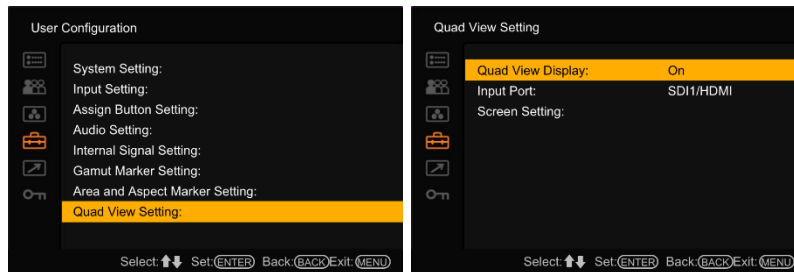 User Configuration
System Setting:
Input Setting:
Assign Button Setting:
Audio Setting:
Internal Signal Setting:
Gamut Marker Setting:
Area and Aspect Marker Setting:
Quad View Setting:
Select:⬆⬇ Set:(ENTER) Back:(BACK)Exit:(MENU)
Quad View Setting
Quad View Display: On
Input Port: SDI1/HDMI
Screen Setting:
Select:⬆⬇ Set:(ENTER) Back:(BACK)Exit:(MENU)